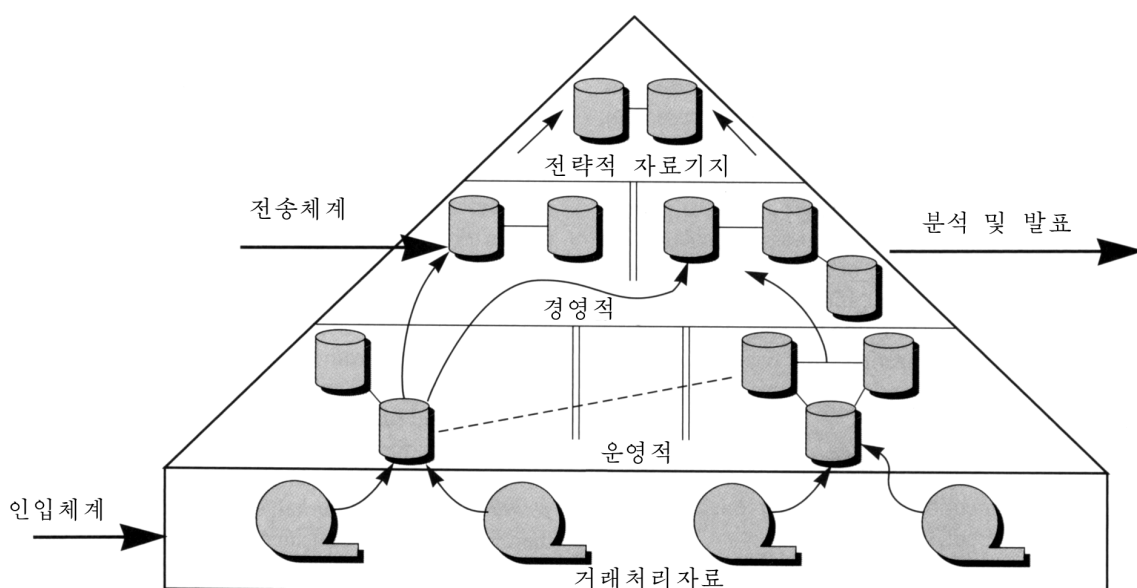 전략적 자료기지
전송체계
분석 및 발표
경영적
운영적
인입체계
거래처리자료